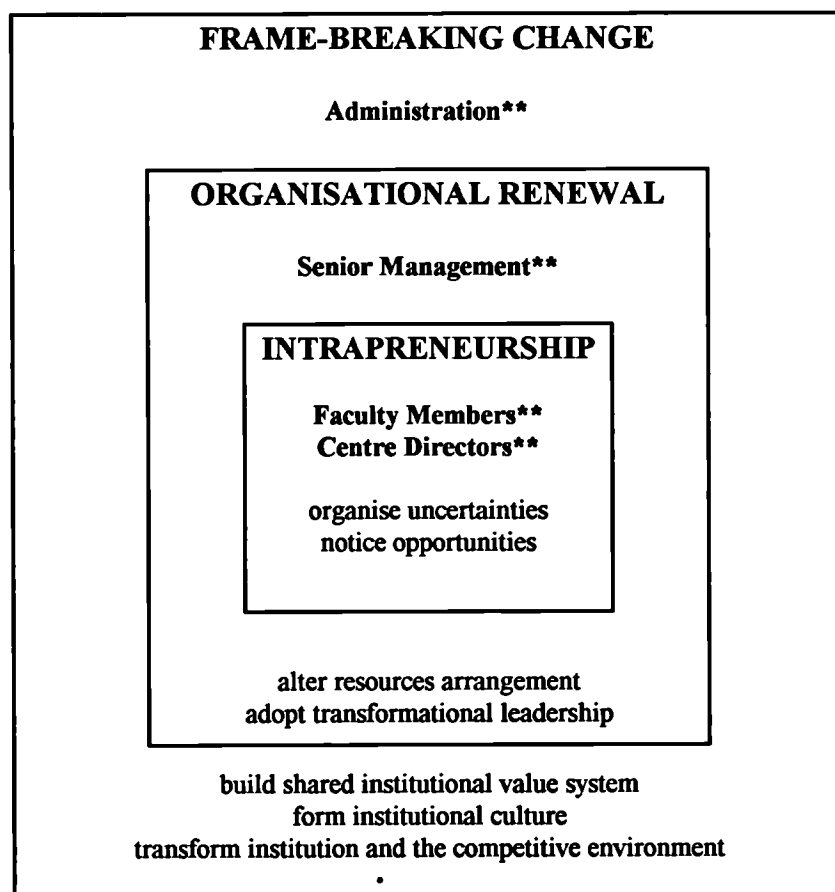 FRAME-BREAKING CHANGE
Administration**
ORGANISATIONAL RENEWAL
Senior Management**
INTRAPRENEURSHIP
Faculty Members**
Centre Directors**
organise uncertainties
notice opportunities
alter resources arrangement
adopt transformational leadership
build shared institutional value system
form institutional culture
transform institution and the competitive environment